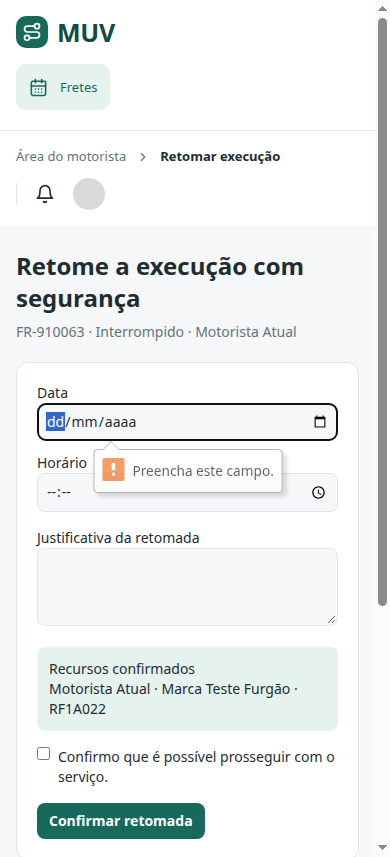 MUV
Fretes
Área do motorista > Retomar execução
Retome a execução com
segurança
FR-910063 · Interrompido · Motorista Atual
Data
dd/mm/aaaa
Preencha este campo.
Horário
--:--
Justificativa da retomada
Recursos confirmados
Motorista Atual · Marca Teste Furgão ·
RF1A022
Confirmo que é possível prosseguir com o
serviço.
Confirmar retomada